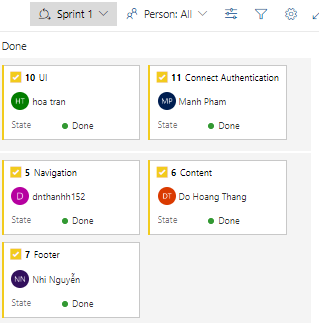 Sprint 1 Person: All
Done
10 UI
HT hoa tran
State Done
11 Connect Authentication
MP Manh Pham
State Done
5 Navigation
D dnthanhh152
State Done
6 Content
DT Do Hoang Thang
State Done
7 Footer
NN Nhi Nguyễn
State Done